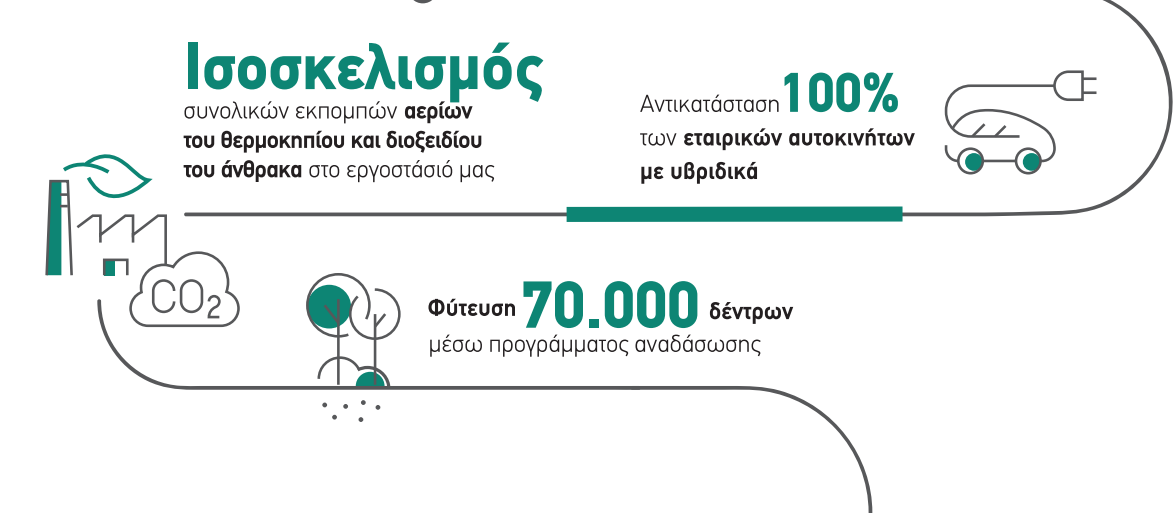 Ισοσκελισμός
συνολικών εκπομπών αερίων
του θερμοκηπίου και διοξειδίου
του άνθρακα στο εργοστάσιό μας
Αντικατάσταση 100%
των εταιρικών αυτοκινήτων
με υβριδικά
CO2
Φύτευση 70.000 δέντρων
μέσω προγράμματος αναδάσωσης